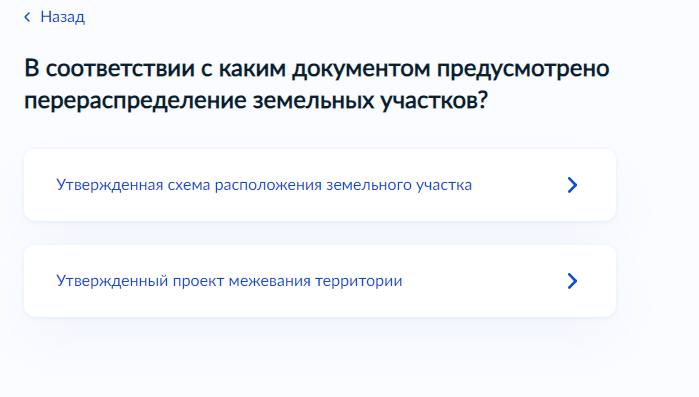 Назад
В соответствии с каким документом предусмотрено
перераспределение земельных участков?
Утвержденная схема расположения земельного участка
Утвержденный проект межевания территории